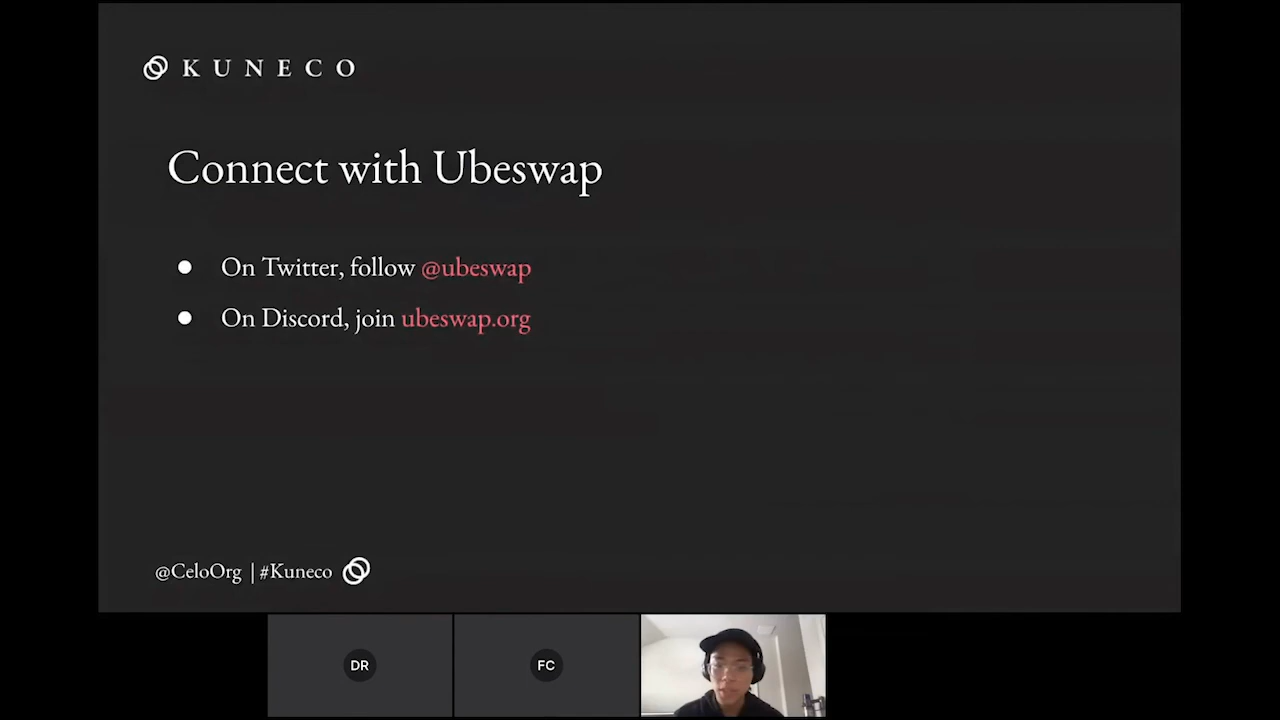 KUNECO
Connect with Ubeswap
● On Twitter, follow @ubeswap
● On Discord, join ubeswap.org
@CeloOrg | #Kuneco
DR
FC